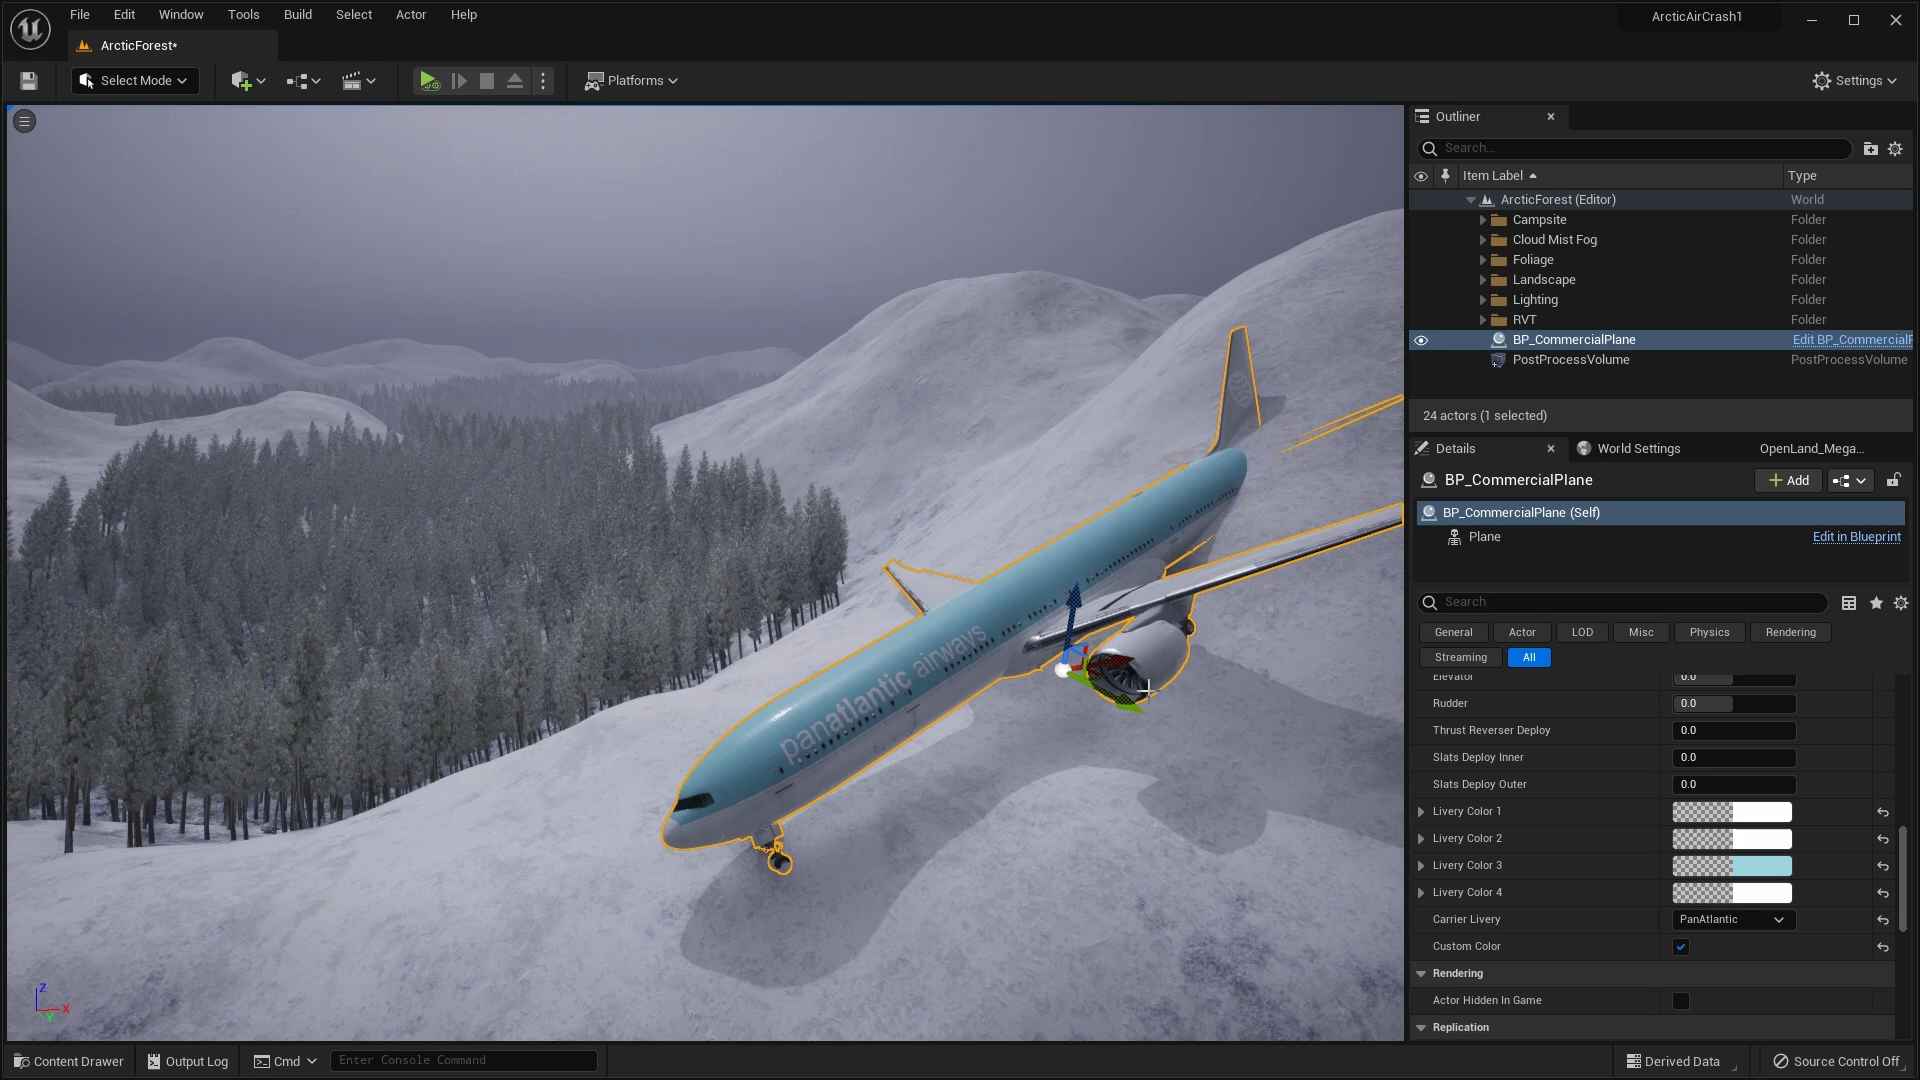 File Edit Window Tools Build Select Actor Help
ArcticAirCrash1
ArcticForest*
Select Mode
Platforms
Settings
Outliner
Search...
Item Label Type
ArcticForest (Editor) World
Campsite Folder
Cloud Mist Fog Folder
Foliage Folder
Landscape Folder
Lighting Folder
RVT Folder
BP_CommercialPlane Edit BP_CommercialP
PostProcessVolume PostProcessVolume
24 actors (1 selected)
Details World Settings OpenLand_Mega...
BP_CommercialPlane Add
BP_CommercialPlane (Self)
Plane Edit in Blueprint
Search
General Actor LOD Misc Physics Rendering
Streaming All
Elevator 0.0
Rudder 0.0
Thrust Reverser Deploy 0.0
Slats Deploy Inner 0.0
Slats Deploy Outer 0.0
Livery Color 1
Livery Color 2
Livery Color 3
Livery Color 4
Carrier Livery PanAtlantic
Custom Color
Rendering
Actor Hidden In Game
Replication
panatlantic airways
Z
X
Y
Content Drawer Output Log Cmd Enter Console Command Derived Data Source Control Off